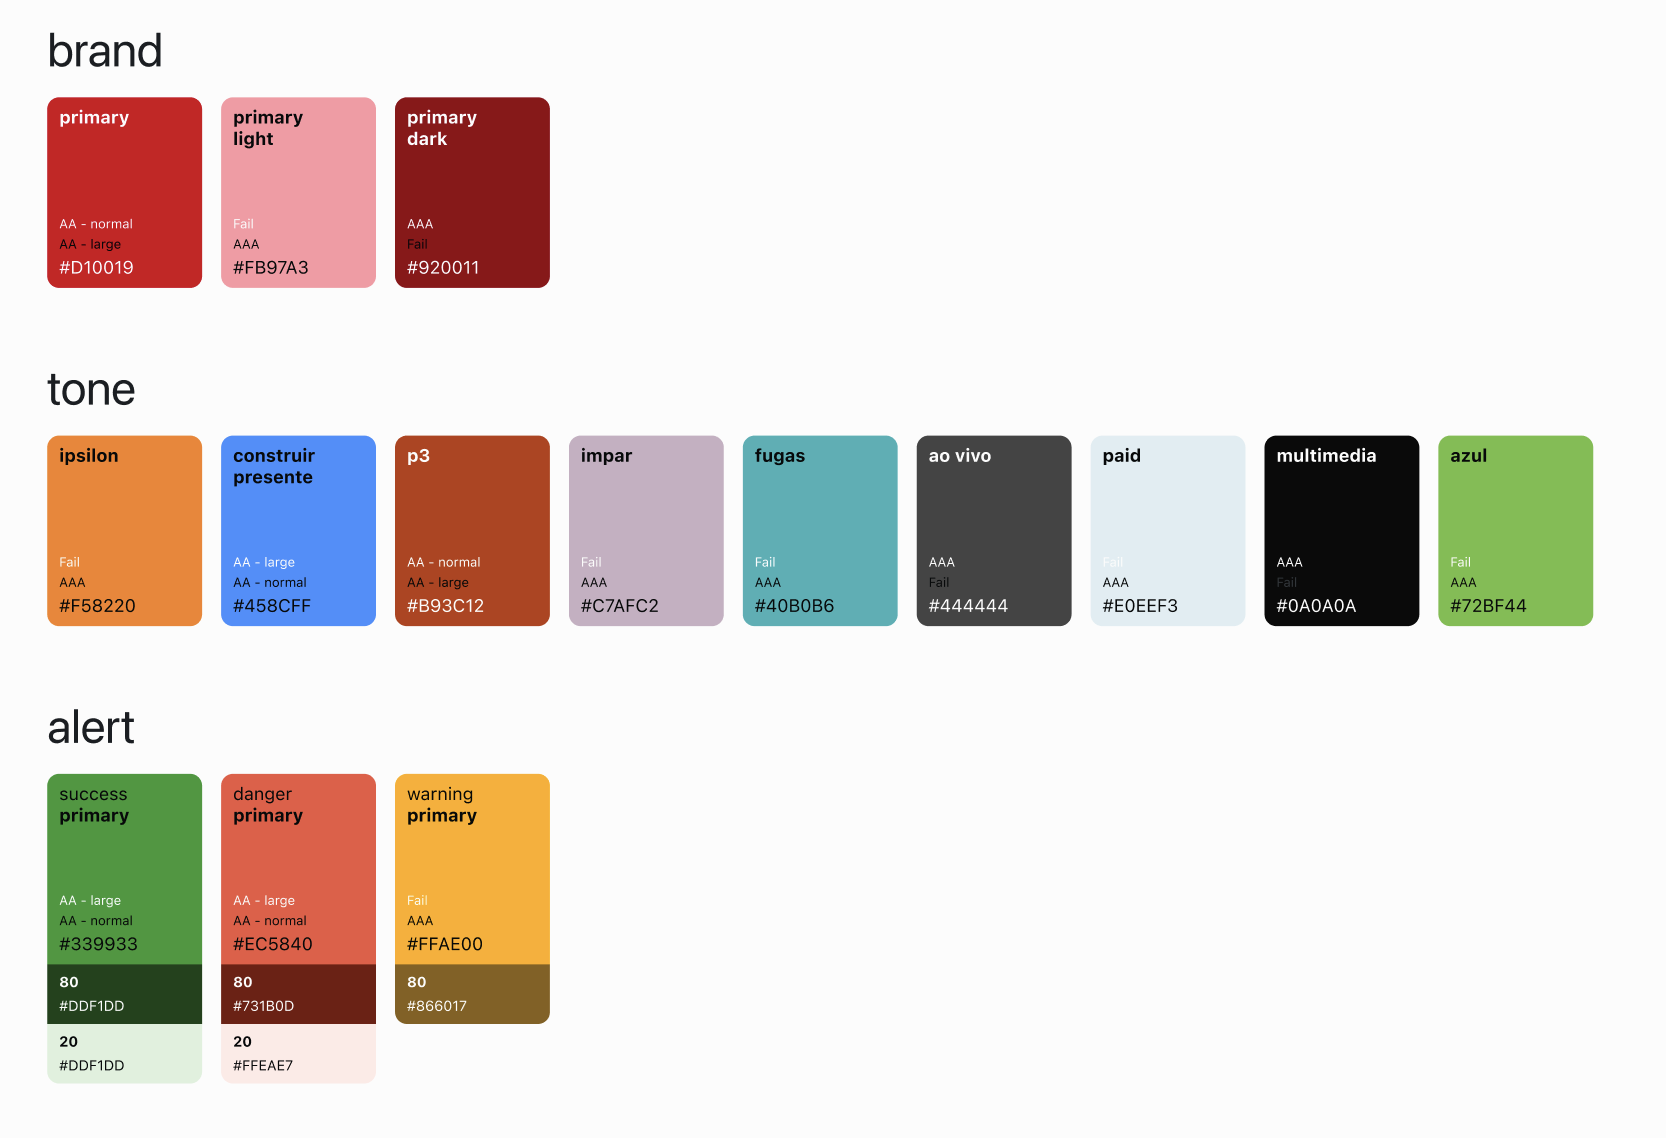 brand
primary
AA - normal
AA - large
#D10019
primary
light
Fail
AAA
#FB97A3
primary
dark
AAA
Fail
#920011
tone
ipsilon
Fail
AAA
#F58220
construir
presente
AA - large
AA - normal
#458CFF
p3
AA - normal
AA - large
#B93C12
impar
Fail
AAA
#C7AFC2
fugas
Fail
AAA
#40B0B6
ao vivo
AAA
Fail
#444444
paid
Fail
AAA
#E0EEF3
multimedia
AAA
Fail
#0A0A0A
azul
Fail
AAA
#72BF44
alert
success
primary
AA - large
AA - normal
#339933
80
#DDF1DD
20
#DDF1DD
danger
primary
AA - large
AA - normal
#EC5840
80
#731B0D
20
#FFEAE7
warning
primary
Fail
AAA
#FFAE00
80
#866017